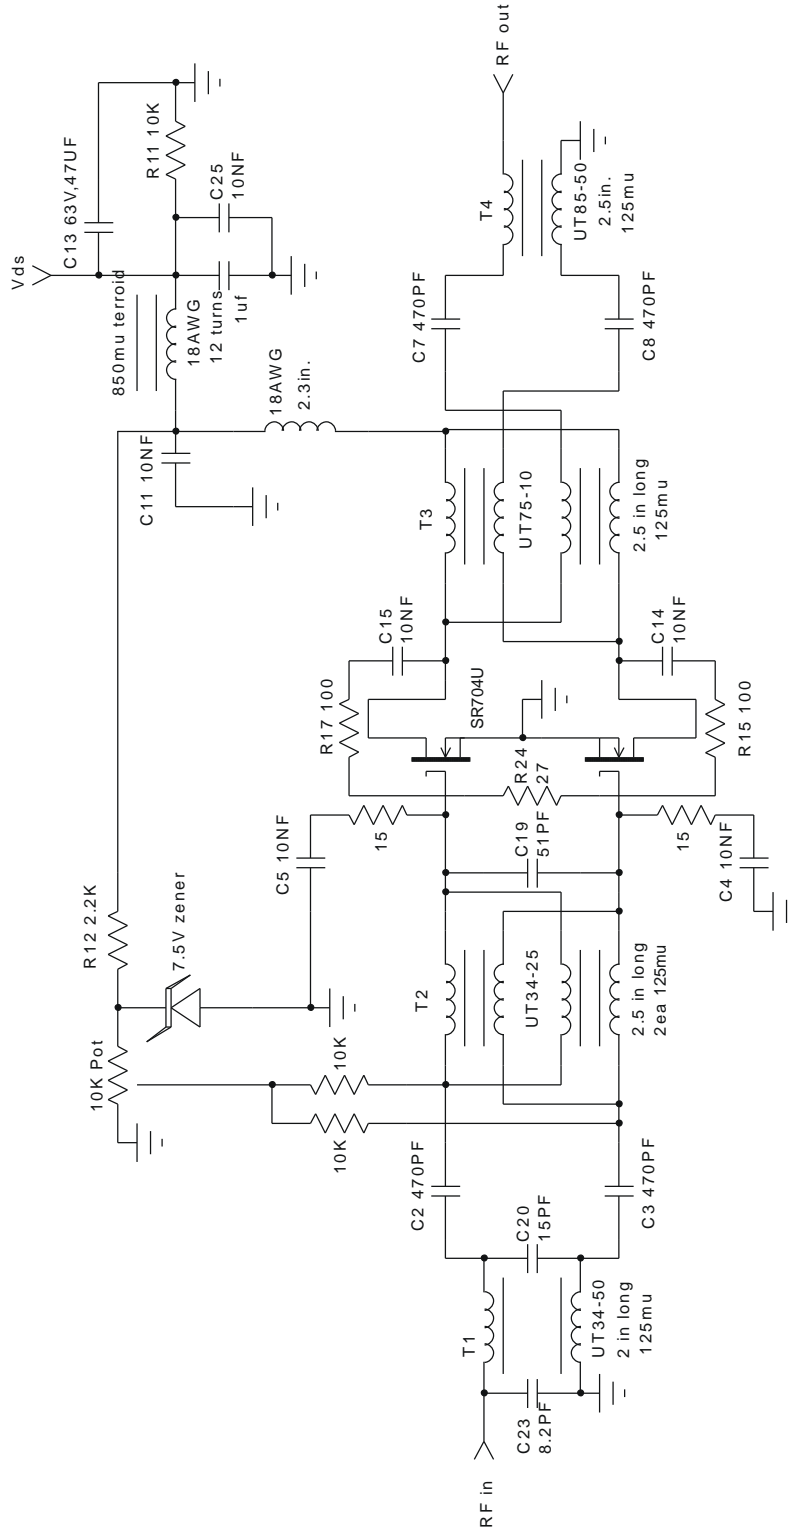 Vds
C13 63V,47UF
R11 10K
C25
10NF
1uf
850mu terroid
18AWG
12 turns
18AWG
2.3in.
C11 10NF
RF out
T4
UT85-50
2.5in.
125mu
C7 470PF
C8 470PF
T3
UT75-10
2.5 in long
125mu
C15
10NF
C14
10NF
R17 100
R15 100
SR704U
R24
27
15
15
C5 10NF
C4 10NF
C19
51PF
R12 2.2K
7.5V zener
10K Pot
T2
UT34-25
2.5 in long
2ea 125mu
10K
10K
C2 470PF
C3 470PF
C20
15PF
T1
UT34-50
2 in long
125mu
C23
8.2PF
RF in